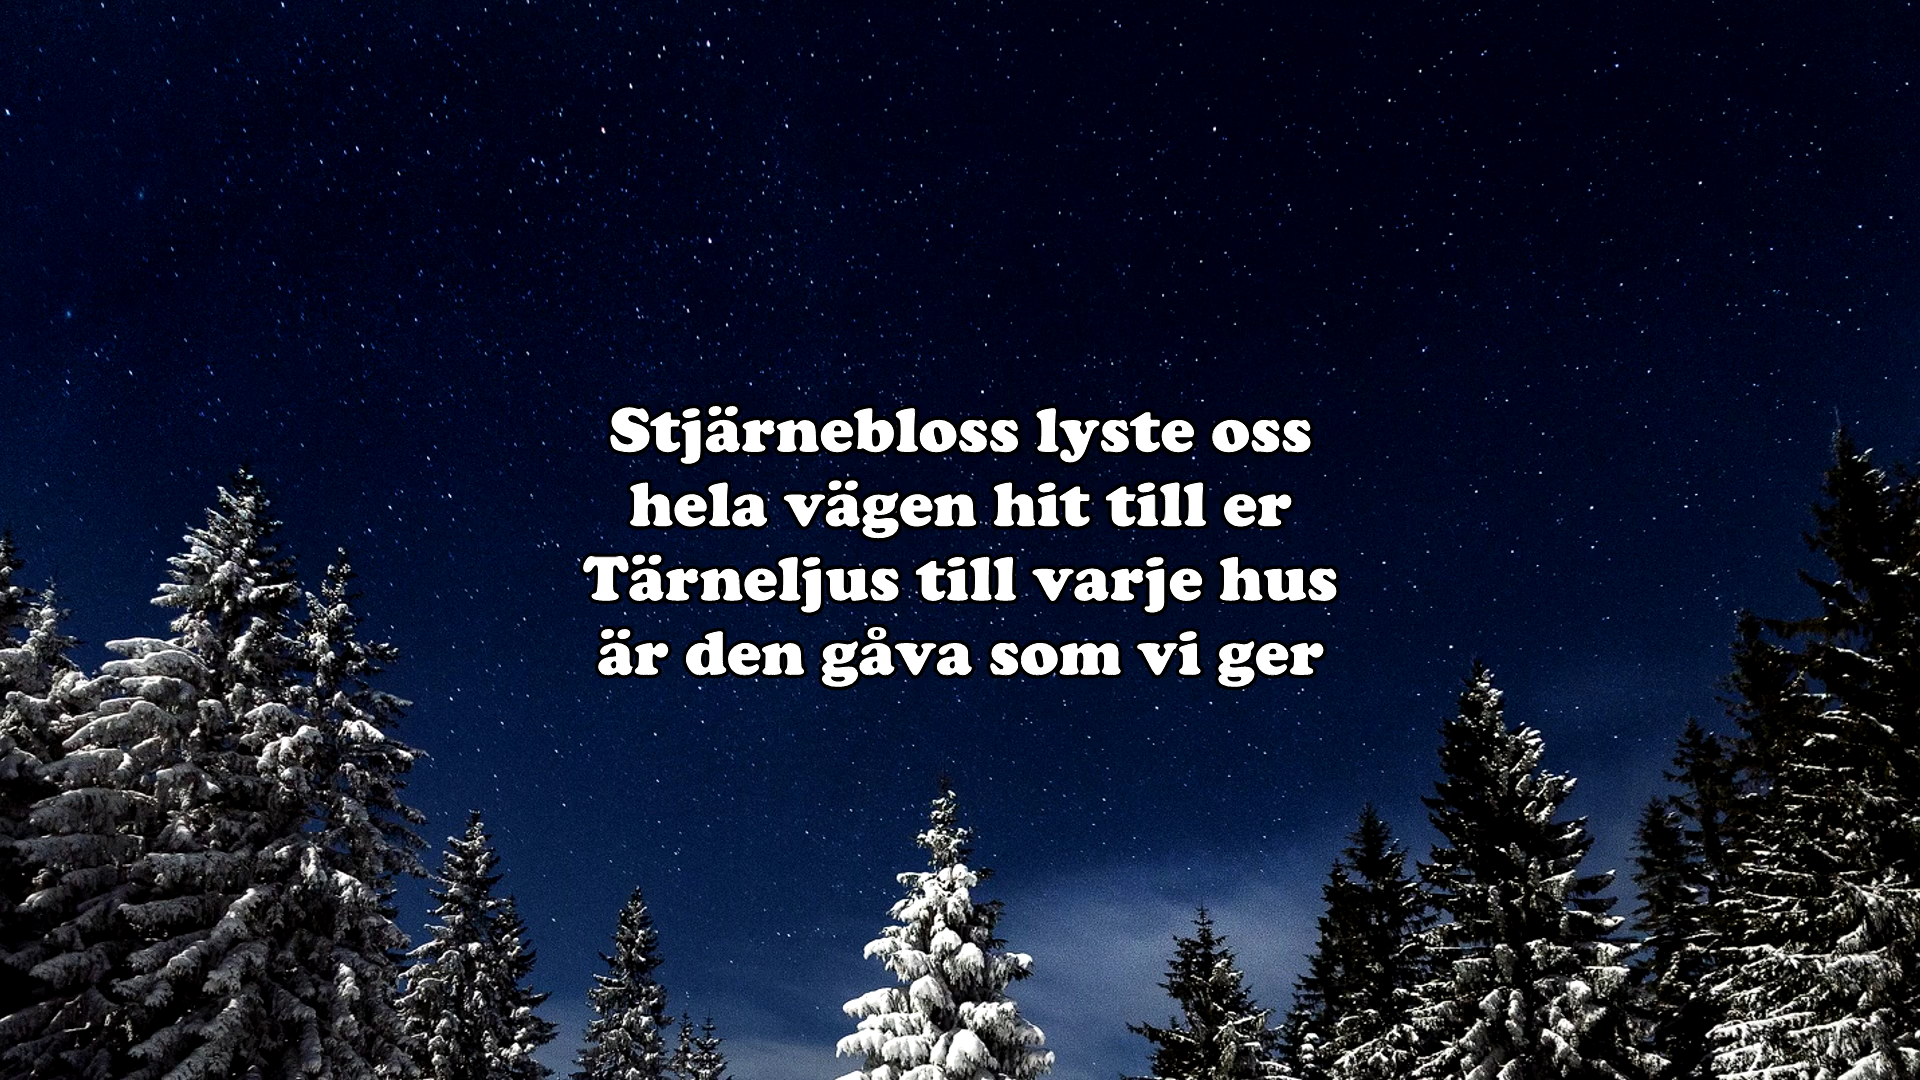 Stjärnebloss lyste oss
hela vägen hit till er
Tärneljus till varje hus
är den gåva som vi ger